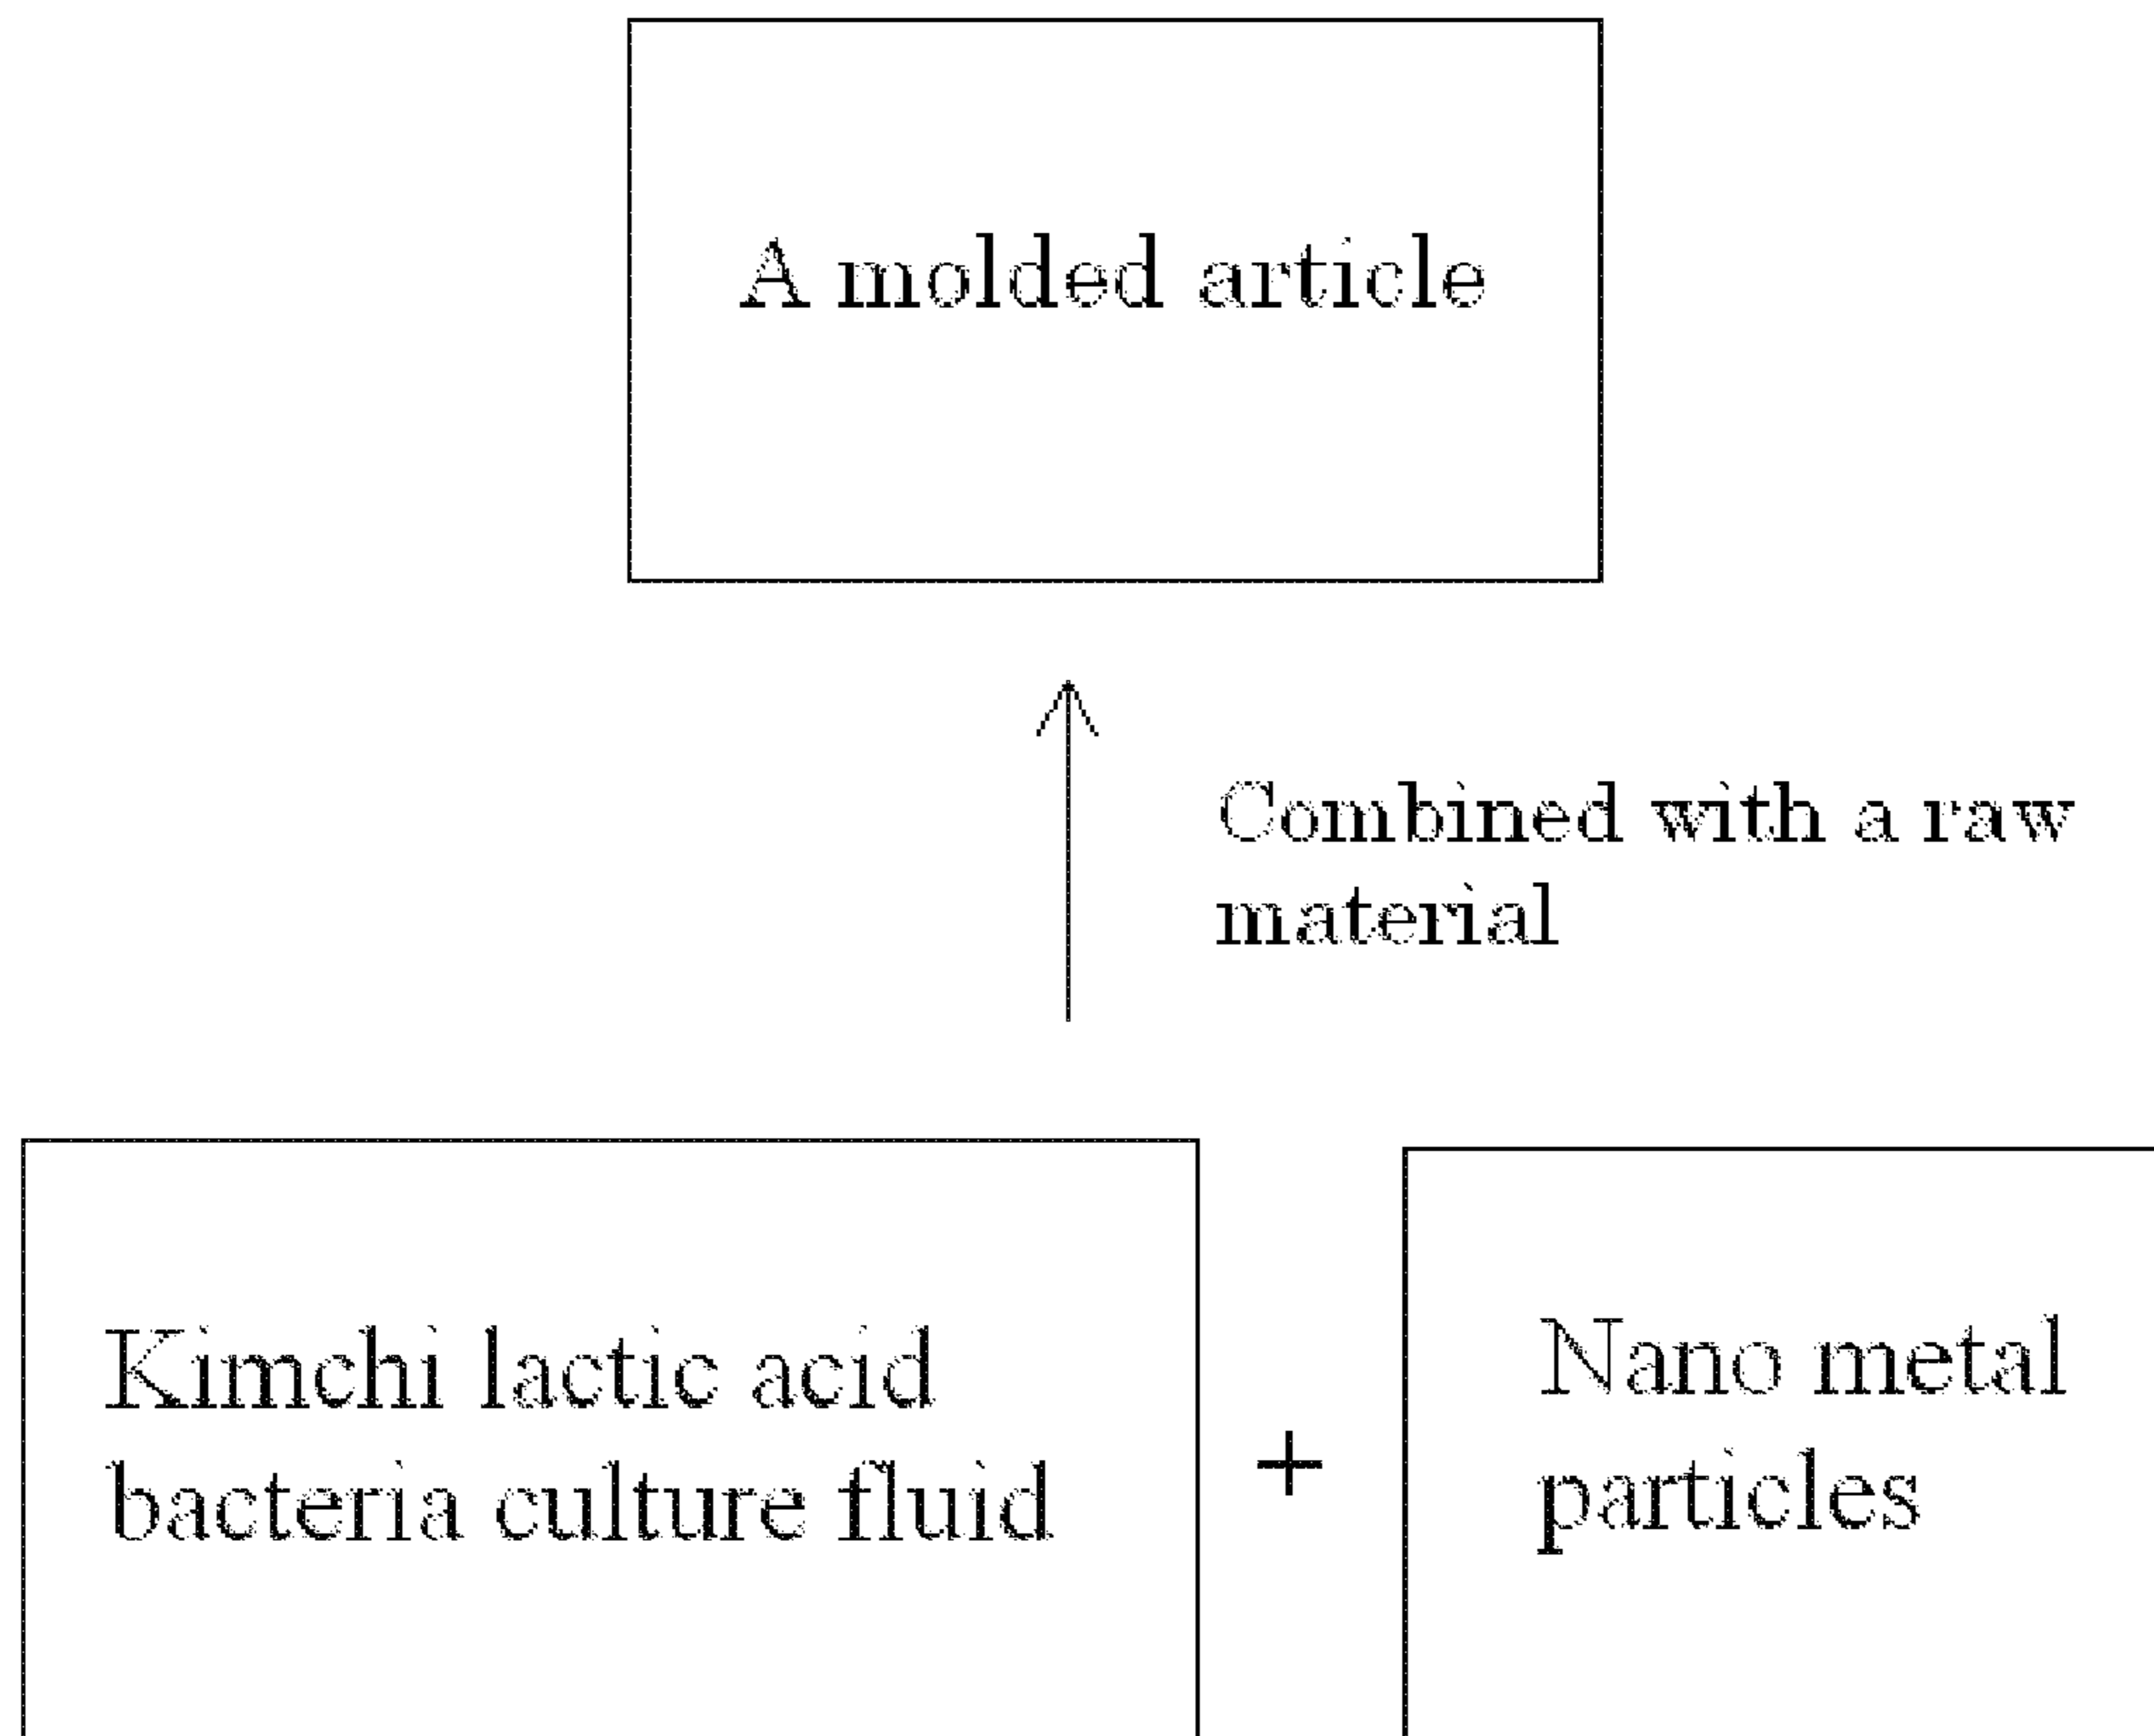 A molded article
Combined with a raw
material
Kimchi lactic acid
bacteria culture fluid
+
Nano metal
particles